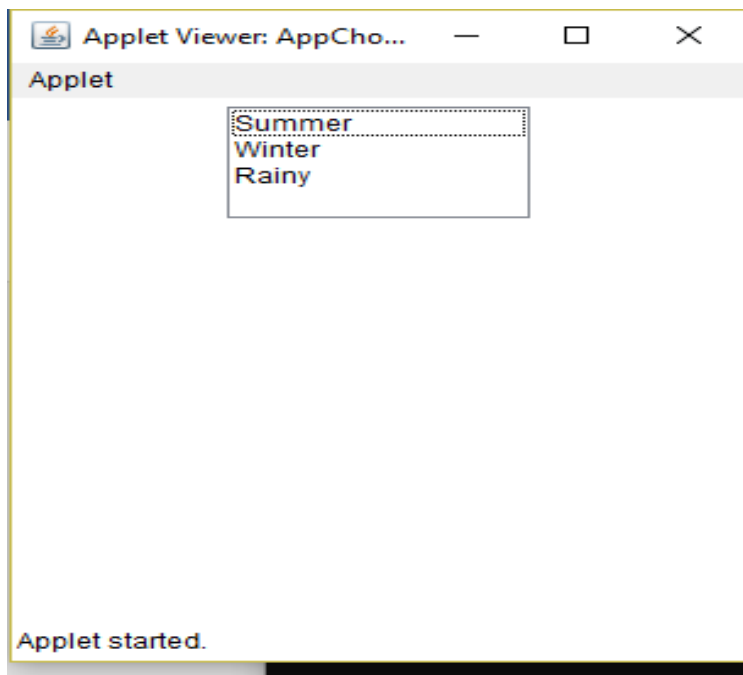 Applet Viewer: AppCho...
Applet
Summer
Winter
Rainy
Applet started.